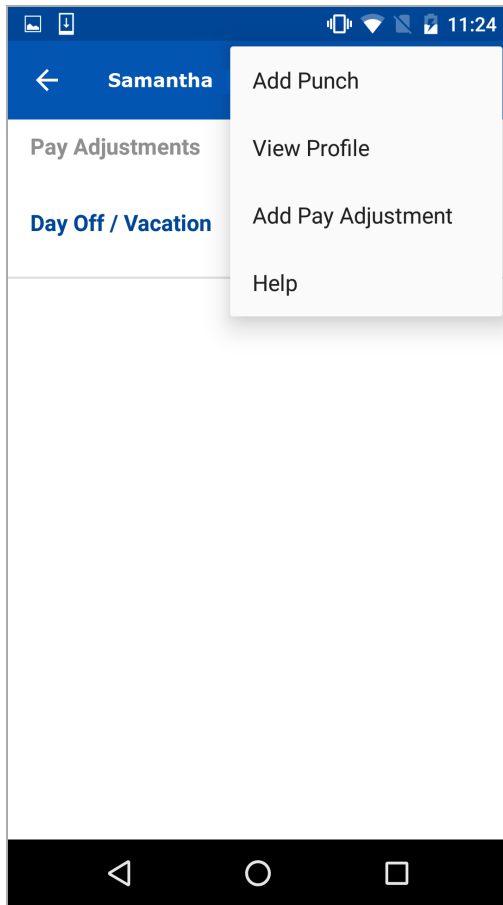 11:24
Samantha
Add Punch
Pay Adjustments
View Profile
Day Off / Vacation
Add Pay Adjustment
Help